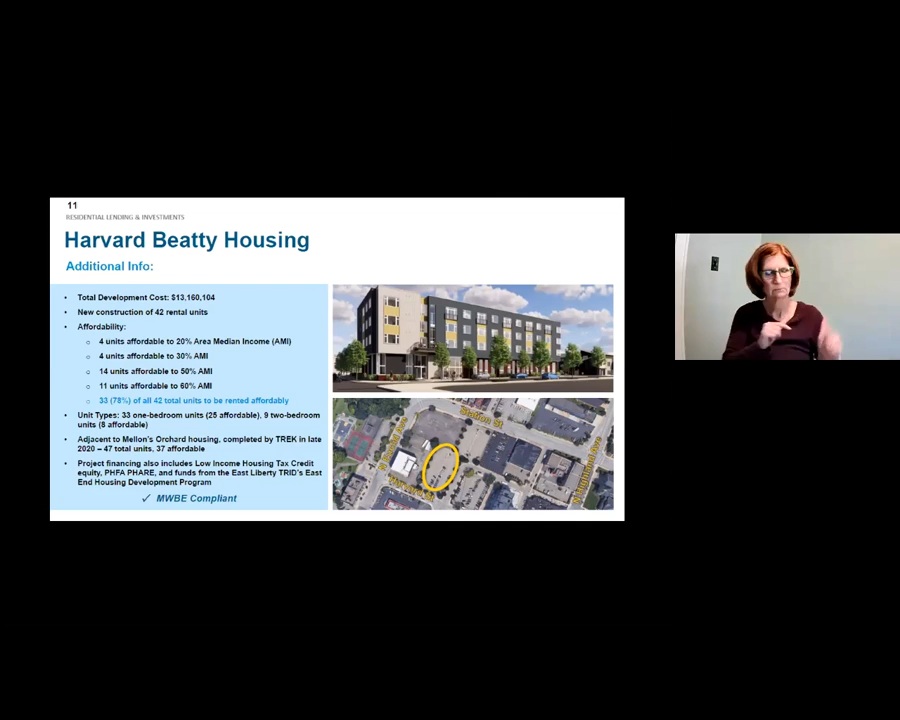 11
RESIDENTIAL LENDING & INVESTMENTS
Harvard Beatty Housing
Additional Info:
• Total Development Cost: $13,160,104
• New construction of 42 rental units
• Affordability:
o 4 units affordable to 20% Area Median Income (AMI)
o 4 units affordable to 30% AMI
o 14 units affordable to 50% AMI
o 11 units affordable to 60% AMI
o 33 (78%) of all 42 total units to be rented affordably
• Unit Types: 33 one-bedroom units (25 affordable), 9 two-bedroom
units (8 affordable)
• Adjacent to Mellon's Orchard housing, completed by TREK in late
2020 – 47 total units, 37 affordable
• Project financing also includes Low Income Housing Tax Credit
equity, PHFA PHARE, and funds from the East Liberty TRID's East
End Housing Development Program
✓ MWBE Compliant
Station St
N Highland Ave